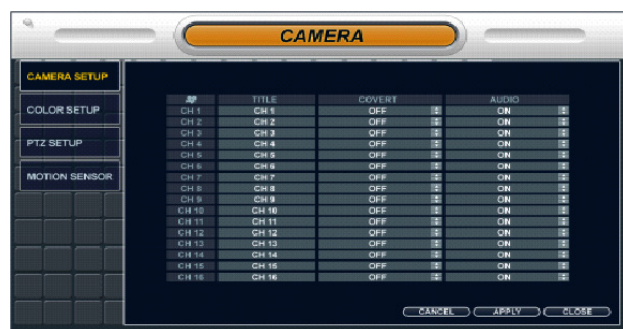 CAMERA
CAMERA SETUP
COLOR SETUP
PTZ SETUP
MOTION SENSOR
TITLE COVERT AUDIO
CH 1 CH 1 OFF ON
CH 2 CH 2 OFF ON
CH 3 CH 3 OFF ON
CH 4 CH 4 OFF ON
CH 5 CH 5 OFF ON
CH 6 CH 6 OFF ON
CH 7 CH 7 OFF ON
CH 8 CH 8 OFF ON
CH 9 CH 9 OFF ON
CH 10 CH 10 OFF ON
CH 11 CH 11 OFF ON
CH 12 CH 12 OFF ON
CH 13 CH 13 OFF ON
CH 14 CH 14 OFF ON
CH 15 CH 15 OFF ON
CH 16 CH 16 OFF ON
CANCEL APPLY CLOSE